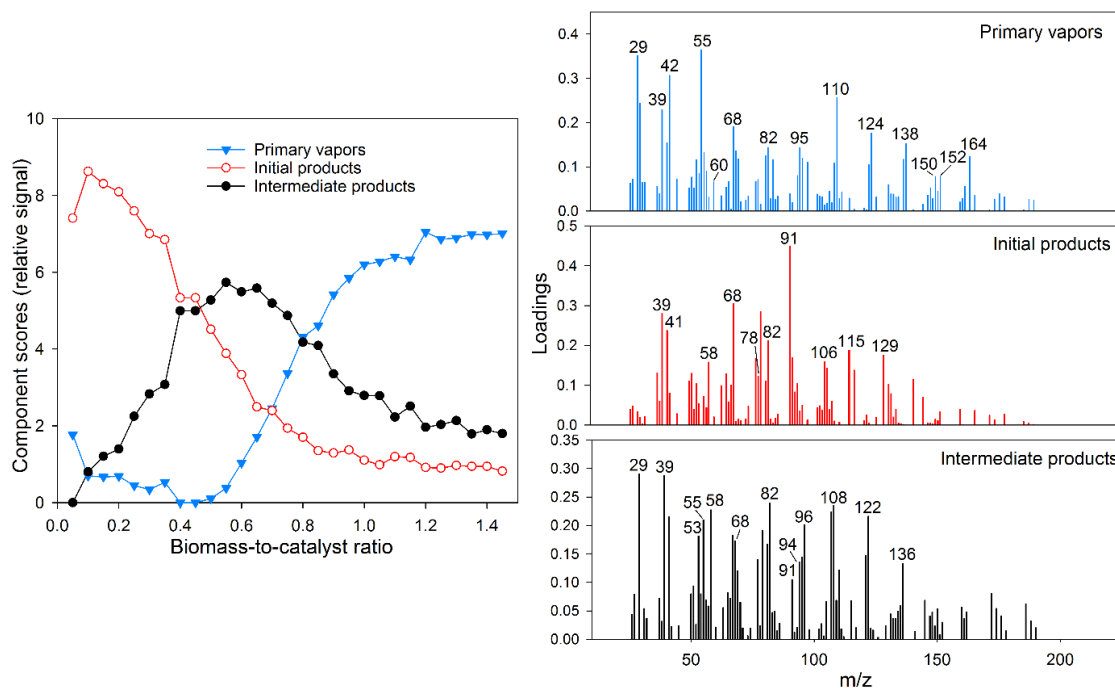 Component scores (relative signal)
10
8
6
4
2
0
Primary vapors
Initial products
Intermediate products
0.0 0.2 0.4 0.6 0.8 1.0 1.2 1.4
Biomass-to-catalyst ratio
Loadings
Primary vapors
0.4
0.3
0.2
0.1
0.0
29 39 42 55 60 68 82 95 110 124 138 150 152 164
Initial products
0.5
0.4
0.3
0.2
0.1
0.0
39 41 58 68 78 82 91 106 115 129
Intermediate products
0.35
0.30
0.25
0.20
0.15
0.10
0.05
0.00
29 39 53 55 58 68 82 91 94 96 108 122 136
50 100 150 200
m/z